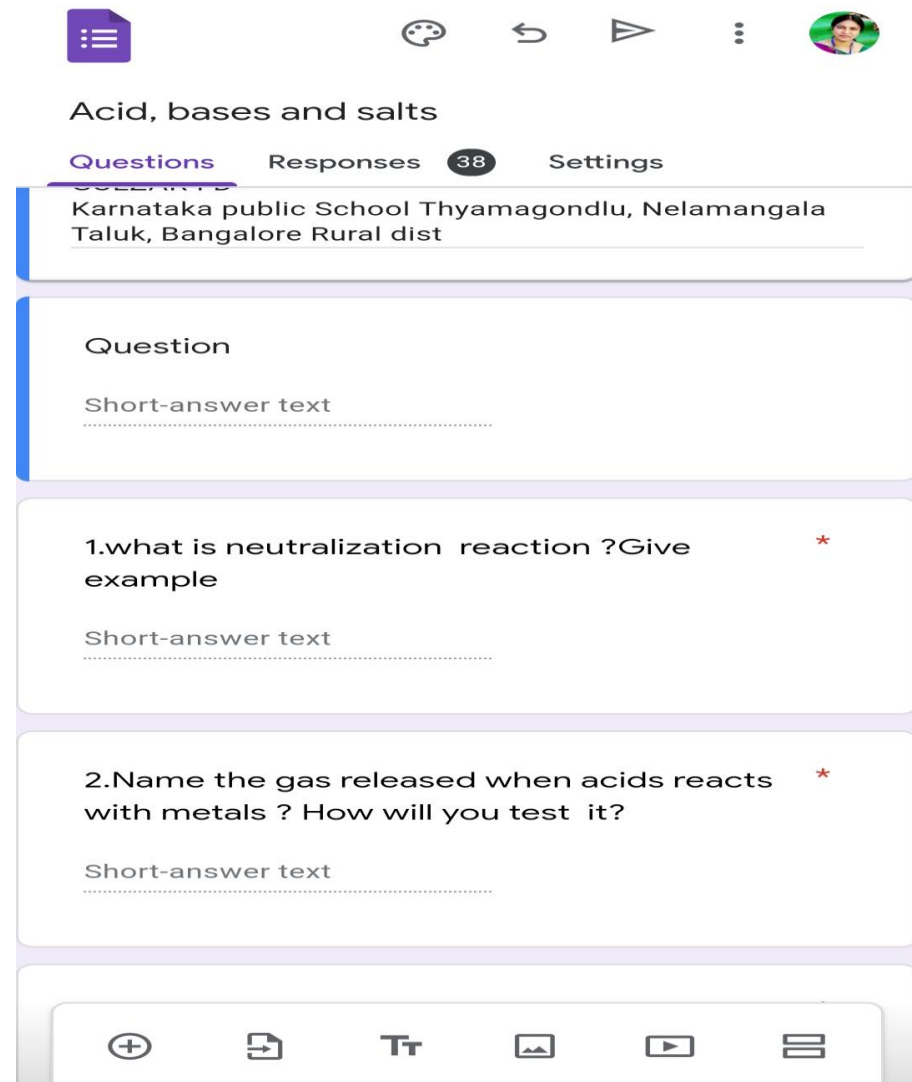 Acid, bases and salts
Questions Responses 38 Settings
Karnataka public School Thyamagondlu, Nelamangala
Taluk, Bangalore Rural dist
Question
Short-answer text
1.what is neutralization reaction ?Give *
example
Short-answer text
2.Name the gas released when acids reacts *
with metals ? How will you test it?
Short-answer text
Tт